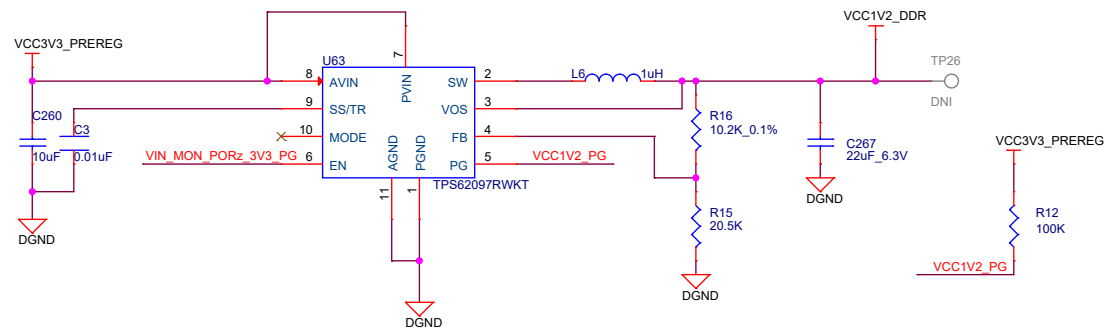 VCC1V2_DDR
VCC3V3_PREREG
7
U63
TP26
8 AVIN PVIN SW 2 L6 1uH
DNI
9 SS/TR VOS 3
C260 C3
R16
10.2K_0.1%
10 MODE FB 4
VCC3V3_PREREG
C267
22uF_6.3V
10uF 0.01uF
VIN_MON_PORz_3V3_PG 6 EN AGND PGND PG 5 VCC1V2_PG
TPS62097RWKT
11 1
DGND
R15
20.5K
R12
100K
DGND
VCC1V2_PG
DGND
DGND